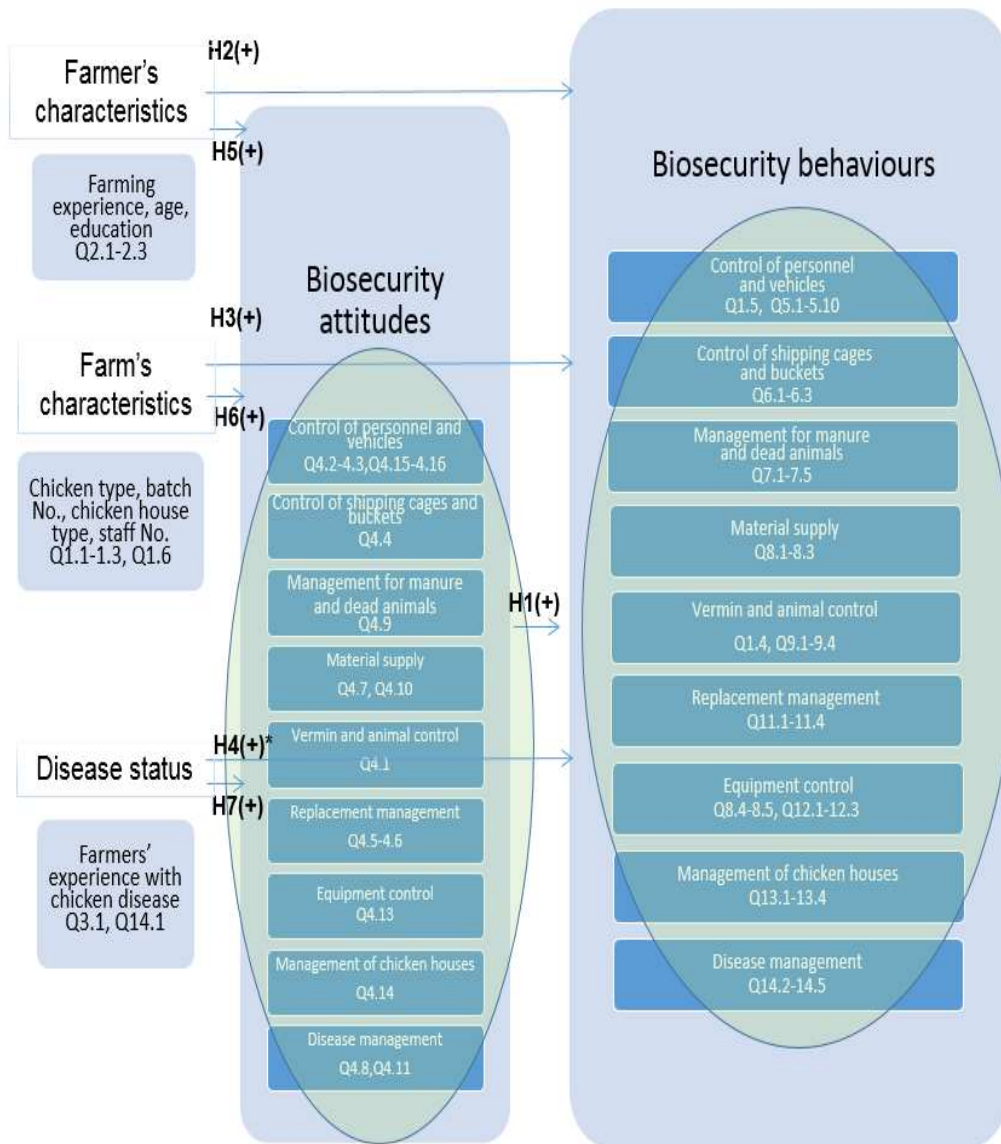 H2(+)
Farmer's
characteristics
H5(+)
Farming
experience, age,
education
Q2.1-2.3
H3(+)
Farm's
characteristics
H6(+)
Chicken type, batch
No., chicken house
type, staff No.
Q1.1-1.3, Q1.6
H4(+)*
Disease status
H7(+)
Farmers'
experience with
chicken disease
Q3.1, Q14.1
Biosecurity
attitudes
Control of personnel and
vehicles
Q4.2-4.3,Q4.15-4.16
Control of shipping cages and
buckets
Q4.4
Management for manure
and dead animals
Q4.9
Material supply
Q4.7, Q4.10
Vermin and animal control
Q4.1
Replacement management
Q4.5-4.6
Equipment control
Q4.13
Management of chicken houses
Q4.14
Disease management
Q4.8,Q4.11
H1(+)
Biosecurity behaviours
Control of personnel
and vehicles
Q1.5, Q5.1-5.10
Control of shipping cages
and buckets
Q6.1-6.3
Management for manure
and dead animals
Q7.1-7.5
Material supply
Q8.1-8.3
Vermin and animal control
Q1.4, Q9.1-9.4
Replacement management
Q11.1-11.4
Equipment control
Q8.4-8.5, Q12.1-12.3
Management of chicken houses
Q13.1-13.4
Disease management
Q14.2-14.5